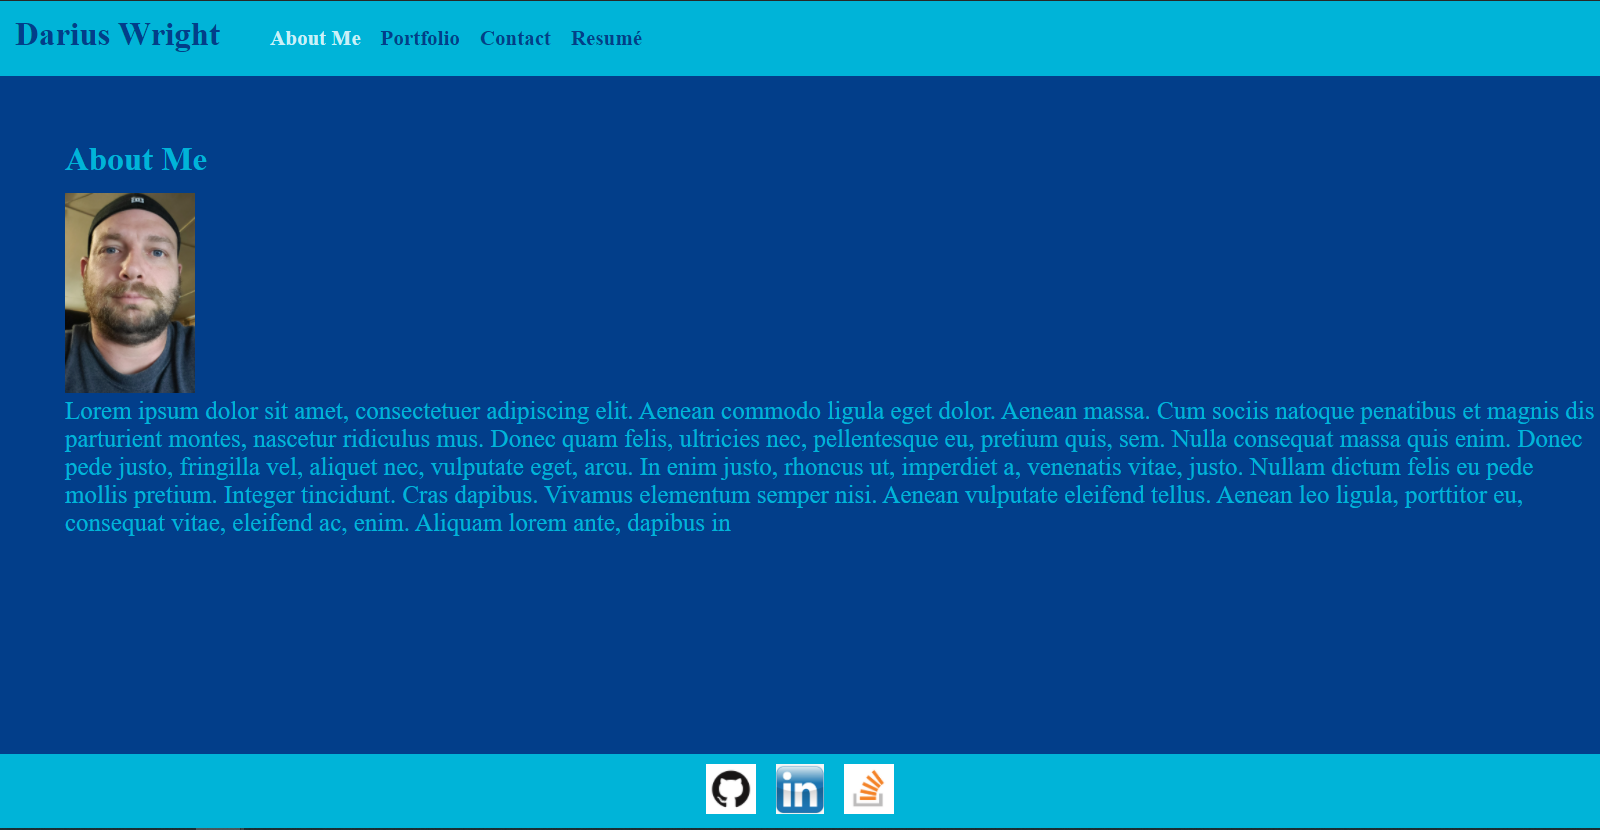 Darius Wright
About Me Portfolio Contact Resumé
About Me
Lorem ipsum dolor sit amet, consectetuer adipiscing elit. Aenean commodo ligula eget dolor. Aenean massa. Cum sociis natoque penatibus et magnis dis
parturient montes, nascetur ridiculus mus. Donec quam felis, ultricies nec, pellentesque eu, pretium quis, sem. Nulla consequat massa quis enim. Donec
pede justo, fringilla vel, aliquet nec, vulputate eget, arcu. In enim justo, rhoncus ut, imperdiet a, venenatis vitae, justo. Nullam dictum felis eu pede
mollis pretium. Integer tincidunt. Cras dapibus. Vivamus elementum semper nisi. Aenean vulputate eleifend tellus. Aenean leo ligula, porttitor eu,
consequat vitae, eleifend ac, enim. Aliquam lorem ante, dapibus in
in